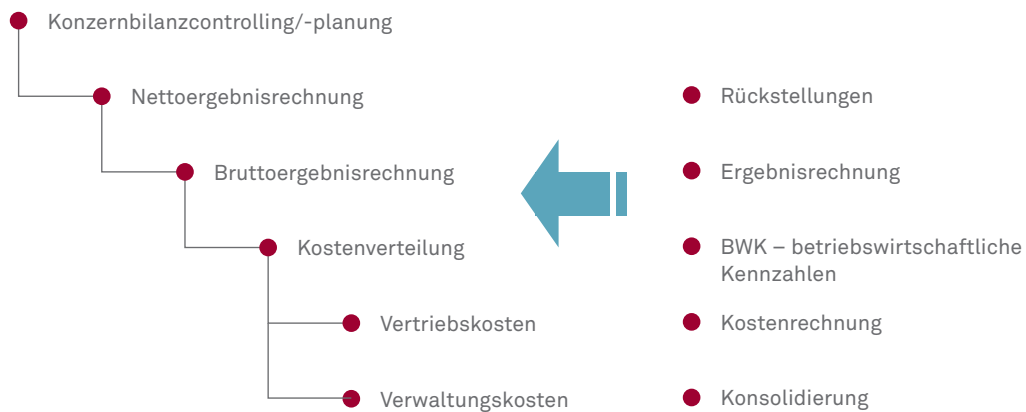 Konzernbilanzcontrolling/-planung
Nettoergebnisrechnung
Bruttoergebnisrechnung
Kostenverteilung
Vertriebskosten
Verwaltungskosten
Rückstellungen
Ergebnisrechnung
BWK – betriebswirtschaftliche
Kennzahlen
Kostenrechnung
Konsolidierung